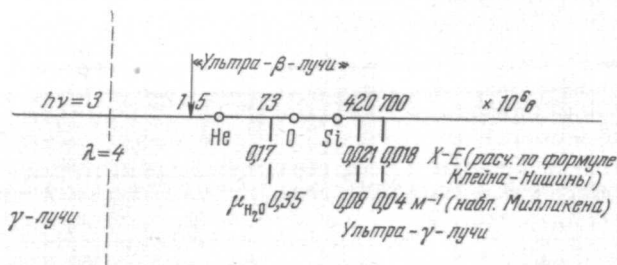 «Ультра-β-лучи»
hν=3 1·5 73 420 700 ×10⁶в
He O Si
λ=4 0,17 0,021 0,018 X-E (расч. по формуле
Клейна-Нишины)
μH₂O 0,35 0,08 0,04 м⁻¹ (набл. Милликена)
γ-лучи Ультра-γ-лучи